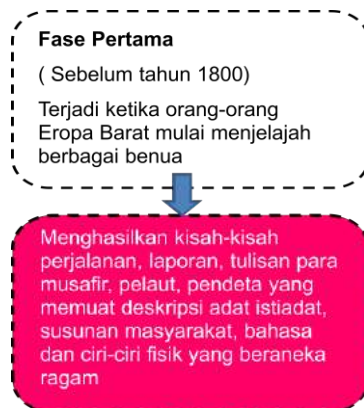 Fase Pertama
( Sebelum tahun 1800)
Terjadi ketika orang-orang
Eropa Barat mulai menjelajah
berbagai benua
Menghasilkan kisah-kisah
perjalanan, laporan, tulisan para
musafir, pelaut, pendeta yang
memuat deskripsi adat istiadat,
susunan masyarakat, bahasa
dan ciri-ciri fisik yang beraneka
ragam